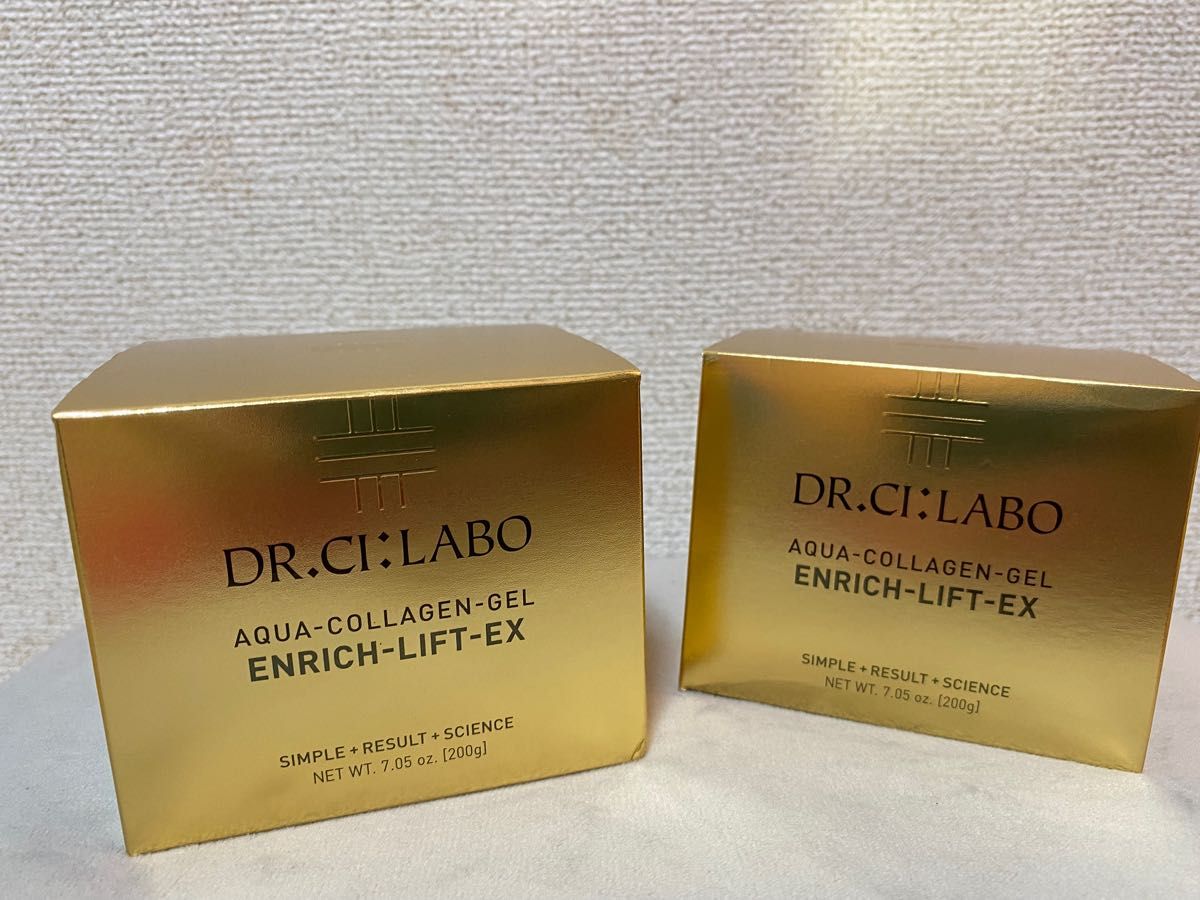 DR.CI:LABO
AQUA-COLLAGEN-GEL
ENRICH-LIFT-EX
SIMPLE+RESULT+SCIENCE
NET WT. 7.05 oz. [200g]
DR.CI:LABO
AQUA-COLLAGEN-GEL
ENRICH-LIFT-EX
SIMPLE+RESULT+SCIENCE
NET WT. 7.05 oz. [200g]